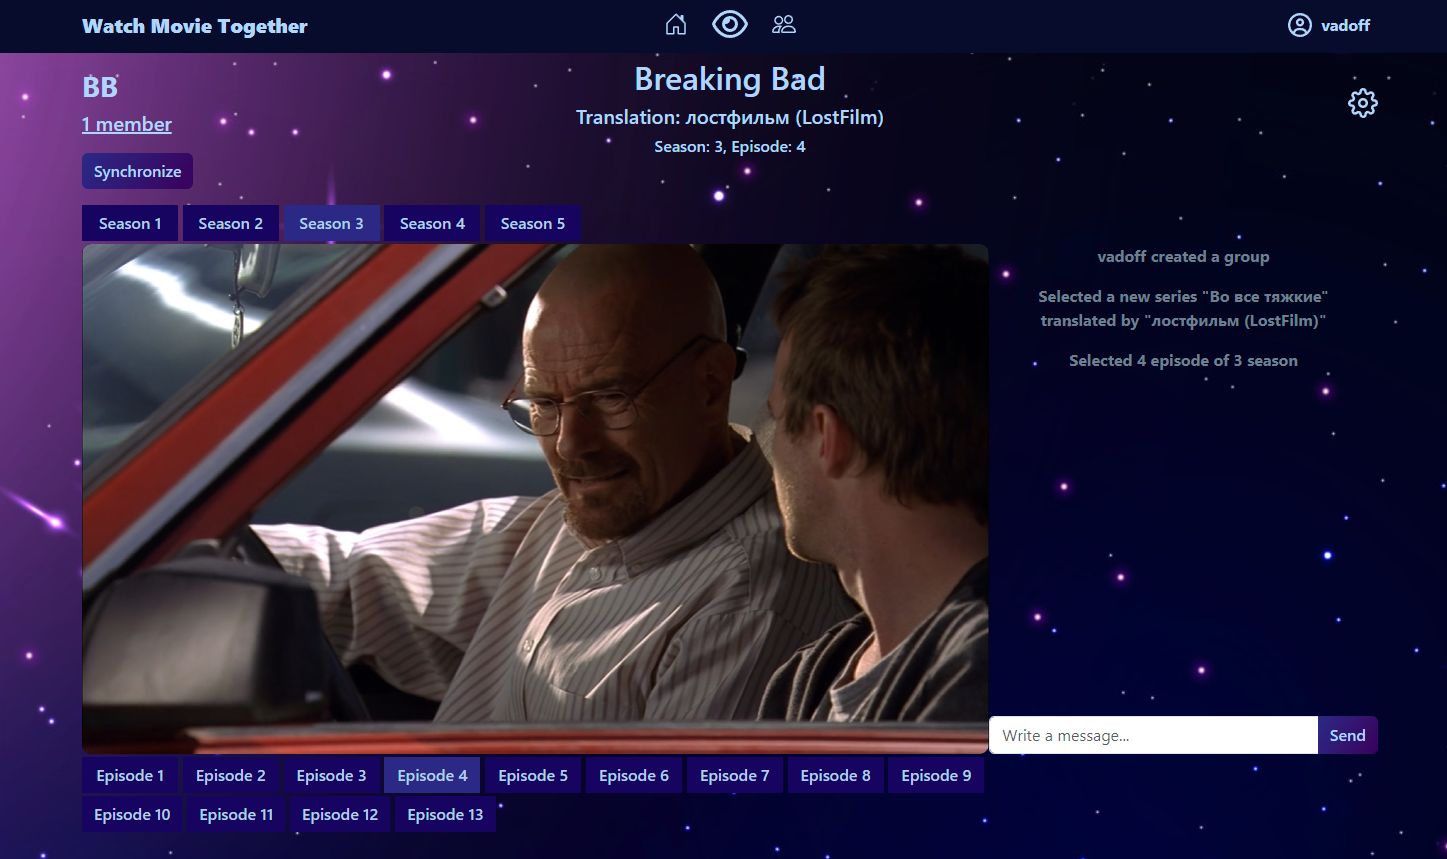 Watch Movie Together
vadoff
BB
1 member
Synchronize
Breaking Bad
Translation: лостфильм (LostFilm)
Season: 3, Episode: 4
Season 1
Season 2
Season 3
Season 4
Season 5
vadoff created a group
Selected a new series "Во все тяжкие"
translated by "лостфильм (LostFilm)"
Selected 4 episode of 3 season
Write a message...
Send
Episode 1
Episode 2
Episode 3
Episode 4
Episode 5
Episode 6
Episode 7
Episode 8
Episode 9
Episode 10
Episode 11
Episode 12
Episode 13